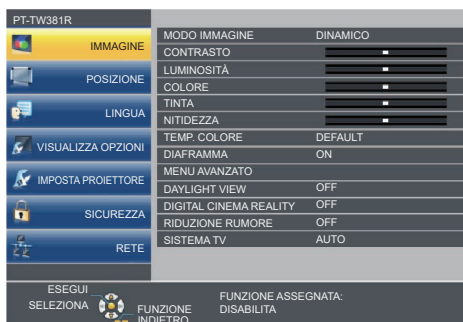 PT-TW381R
IMMAGINE
POSIZIONE
LINGUA
VISUALIZZA OPZIONI
IMPOSTA PROIETTORE
SICUREZZA
RETE
MODO IMMAGINE DINAMICO
CONTRASTO
LUMINOSITÀ
COLORE
TINTA
NITIDEZZA
TEMP. COLORE DEFAULT
DIAFRAMMA ON
MENU AVANZATO
DAYLIGHT VIEW OFF
DIGITAL CINEMA REALITY OFF
RIDUZIONE RUMORE OFF
SISTEMA TV AUTO
ESEGUI
SELEZIONA
FUNZIONE
INDIETRO
FUNZIONE ASSEGNATA:
DISABILITA